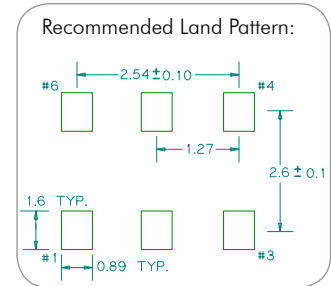 Recommended Land Pattern:
2.54±0.10
#6
#4
1.27
2.6 ± 0.1
1.6 TYP.
#1
0.89 TYP.
#3